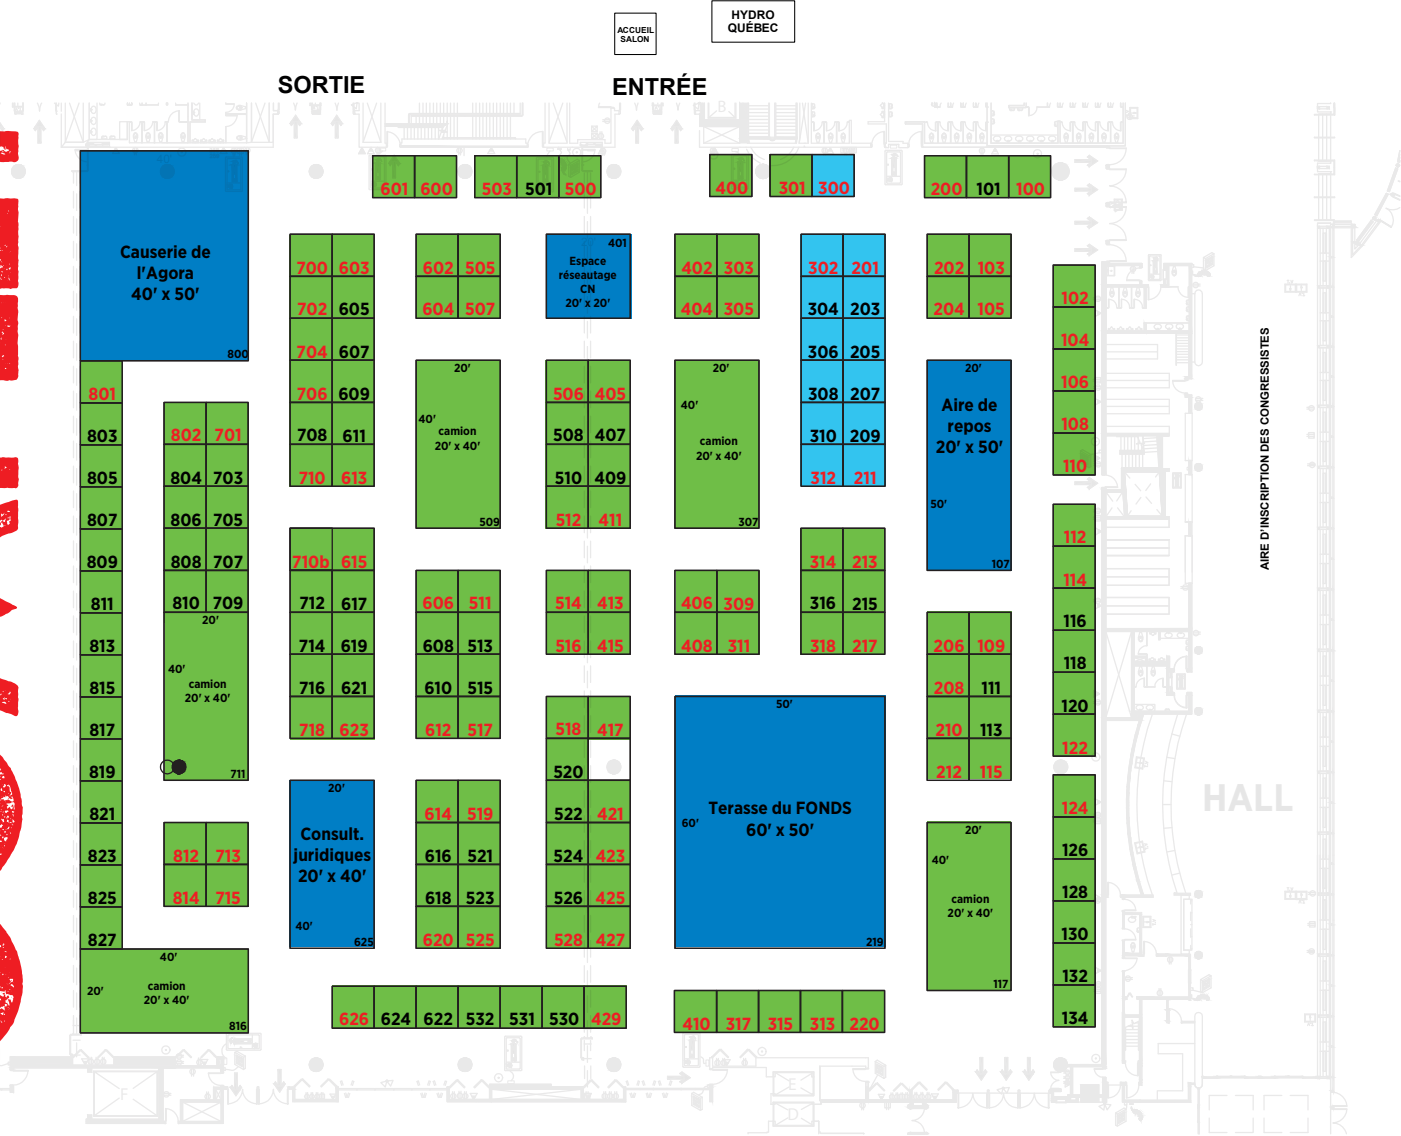 HYDRO
QUÉBEC
ACCUEIL
SALON
SORTIE
ENTRÉE
601 600
503 501 500
400
301 300
200 101 100
Causerie de
l'Agora
40' x 50'
800
700 603
702 605
704 607
706 609
708 611
710 613
602 505
604 507
401
Espace
réseautage
CN
20' x 20'
402 303
404 305
302 201
304 203
306 205
308 207
310 209
312 211
202 103
204 105
102
104
106
108
110
20'
40'
camion
20' x 40'
509
506 405
508 407
510 409
512 411
20'
40'
camion
20' x 40'
307
20'
Aire de
repos
20' x 50'
50'
107
AIRE D'INSCRIPTION DES CONGRESSISTES
801
803
805
807
809
811
813
815
817
819
821
823
825
827
802 701
804 703
806 705
808 707
810 709
20'
40'
camion
20' x 40'
711
710b 615
712 617
714 619
716 621
718 623
606 511
608 513
610 515
612 517
514 413
516 415
406 309
408 311
314 213
316 215
318 217
112
114
116
118
120
122
206 109
208 111
210 113
212 115
518 417
520
522 421
524 423
526 425
528 427
50'
Terasse du FONDS
60' x 50'
60'
219
20'
Consult.
juridiques
20' x 40'
40'
625
614 519
616 521
618 523
620 525
812 713
814 715
20'
40'
camion
20' x 40'
117
124
126
128
130
132
134
HALL
40'
20'
camion
20' x 40'
816
626 624 622 532 531 530 429
410 317 315 313 220
B
F
E
D